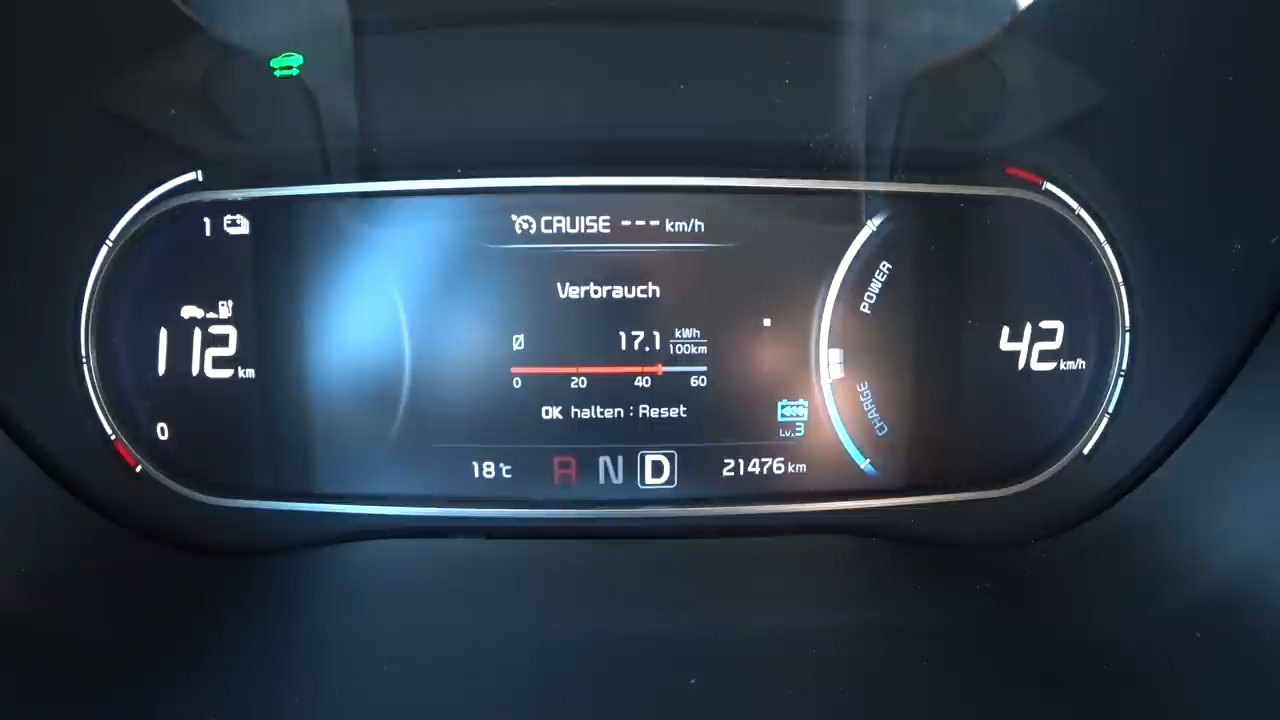 1
CRUISE --- km/h
Verbrauch
POWER
112 km
Ø 17.1 kWh
100km
42 km/h
0 20 40 60
0
OK halten : Reset
Lv.3
CHARGE
18℃ R N D 21476 km